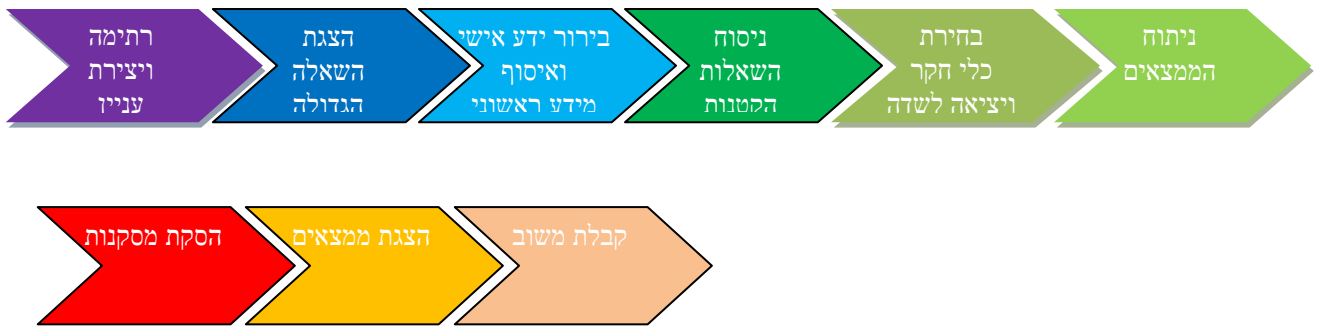 רתימה
ויצירת
עניין
הצגת
השאלה
הגדולה
בירור ידע אישי
ואיסוף
מידע ראשוני
ניסוח
השאלות
הקטנות
בחירת
כלי חקר
ויציאה לשדה
ניתוח
הממצאים
הסקת מסקנות
הצגת ממצאים
קבלת משוב